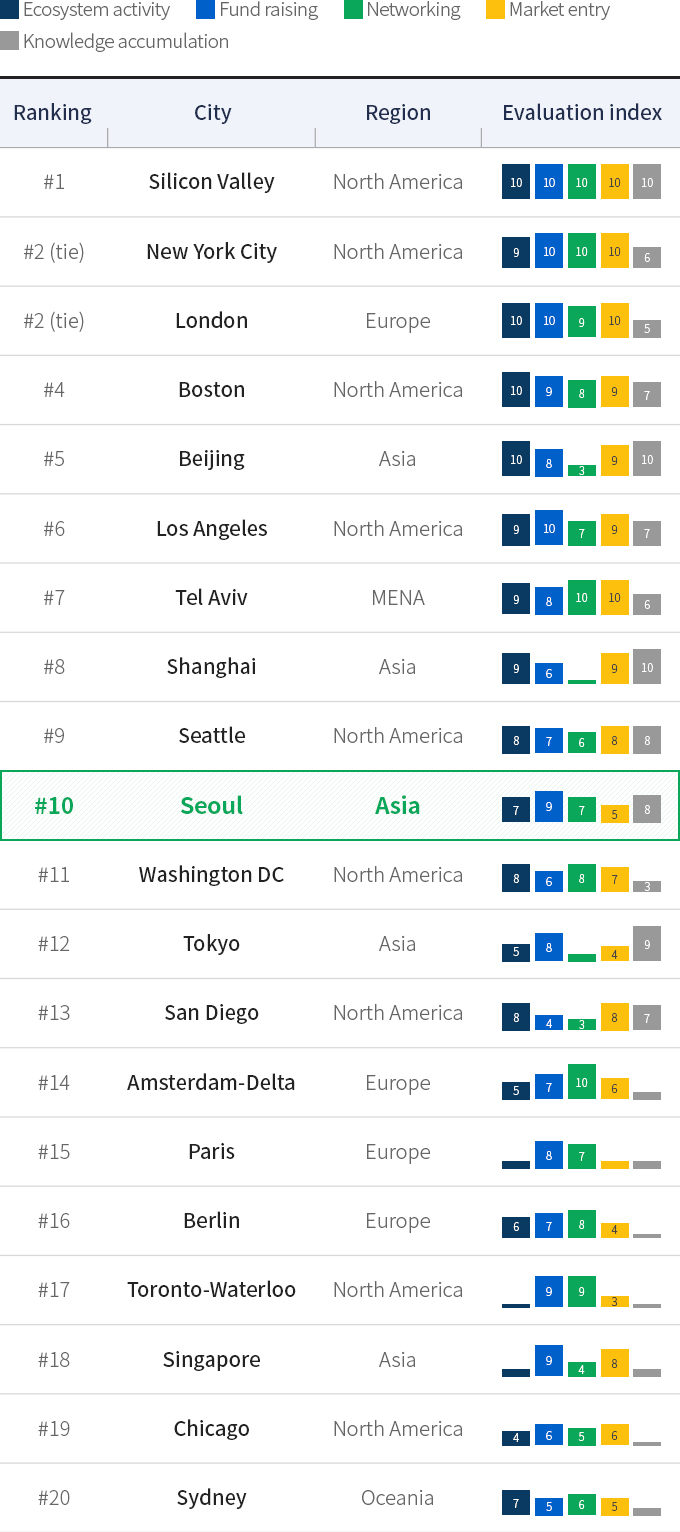 Ecosystem activity Fund raising Networking Market entry
Knowledge accumulation
Ranking City Region Evaluation index
#1 Silicon Valley North America 10 10 10 10 10
#2 (tie) New York City North America 9 10 10 10 6
#2 (tie) London Europe 10 10 9 10 5
#4 Boston North America 10 9 8 9 7
#5 Beijing Asia 10 8 3 9 10
#6 Los Angeles North America 9 10 7 9 7
#7 Tel Aviv MENA 9 8 10 10 6
#8 Shanghai Asia 9 6 9 10
#9 Seattle North America 8 7 6 8 8
#10 Seoul Asia 7 9 7 5 8
#11 Washington DC North America 8 6 8 7 3
#12 Tokyo Asia 5 8 4 9
#13 San Diego North America 8 4 3 8 7
#14 Amsterdam-Delta Europe 5 7 10 6
#15 Paris Europe 8 7
#16 Berlin Europe 6 7 8 4
#17 Toronto-Waterloo North America 9 9 3
#18 Singapore Asia 9 4 8
#19 Chicago North America 4 6 5 6
#20 Sydney Oceania 7 5 6 5